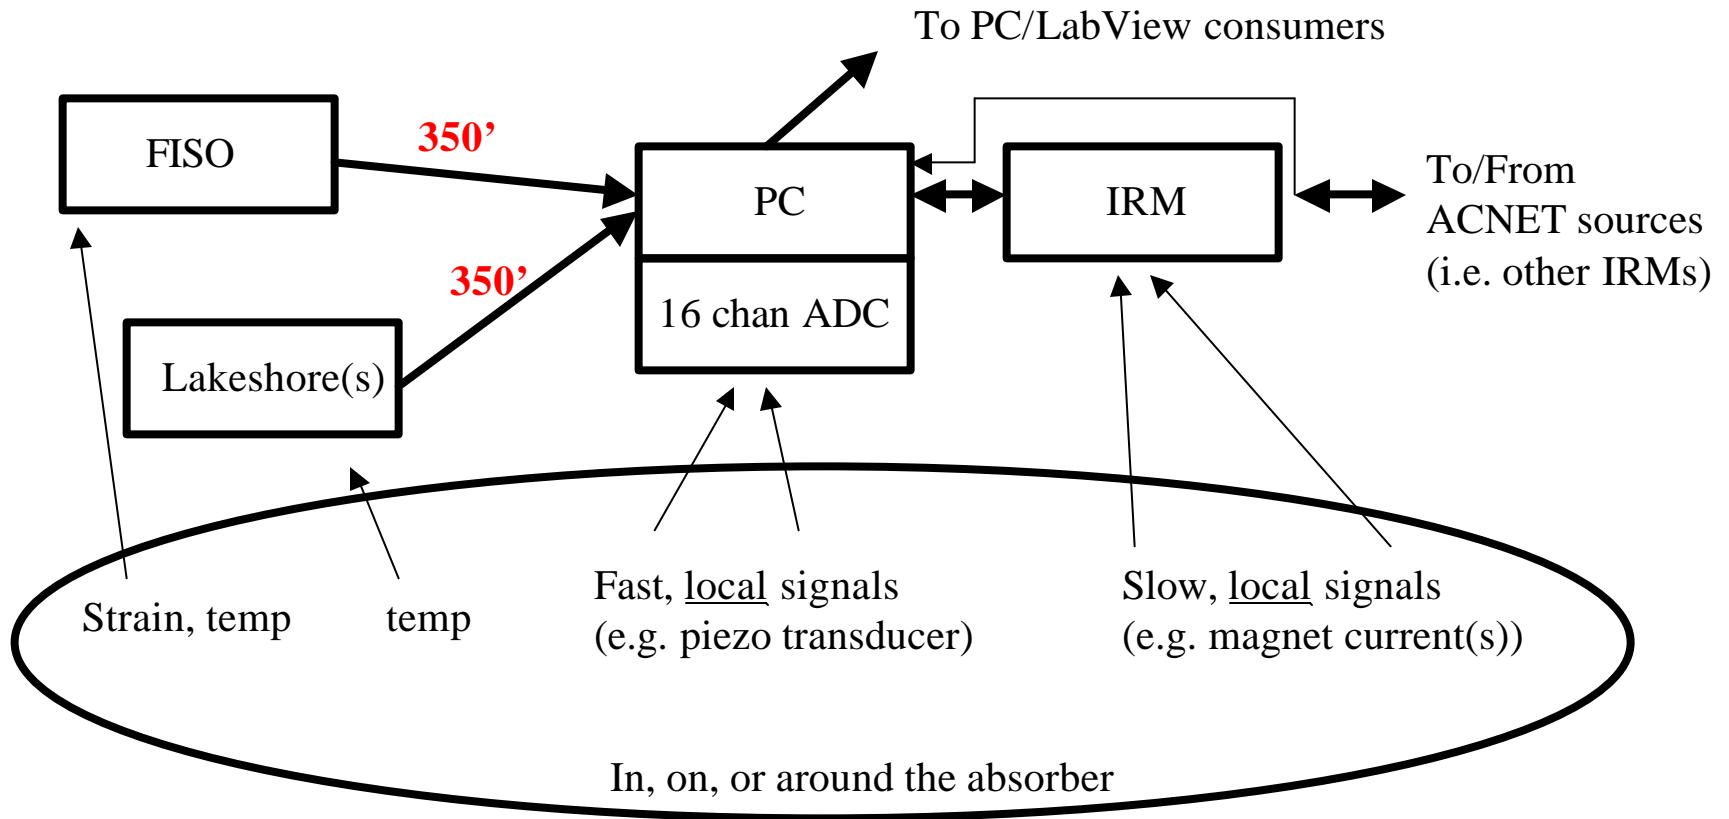 To PC/LabView consumers
FISO
350’
PC
IRM
To/From
ACNET sources
(i.e. other IRMs)
350’
16 chan ADC
Lakeshore(s)
Strain, temp
temp
Fast, local signals
(e.g. piezo transducer)
Slow, local signals
(e.g. magnet current(s))
In, on, or around the absorber